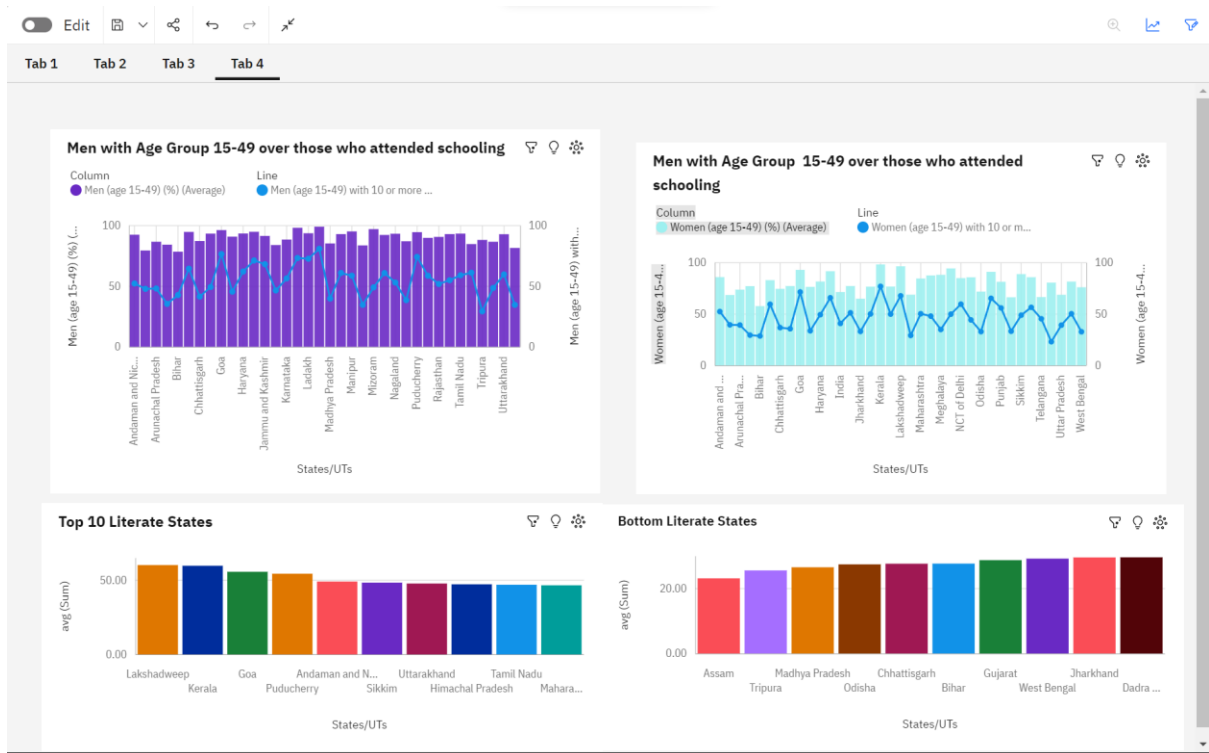 Edit
Tab 1 Tab 2 Tab 3 Tab 4
Men with Age Group 15-49 over those who attended schooling
Column Line
Men (age 15-49) (%) (Average) Men (age 15-49) with 10 or more ...
Men (age 15-49) (%) (...
100
50
0
100
50
0
Men (age 15-49) with...
Andaman and Nic...
Arunachal Pradesh
Bihar
Chhattisgarh
Goa
Haryana
Jammu and Kashmir
Karnataka
Ladakh
Madhya Pradesh
Manipur
Mizoram
Nagaland
Puducherry
Rajasthan
Tamil Nadu
Tripura
Uttarakhand
States/UTs
Men with Age Group 15-49 over those who attended
schooling
Column Line
Women (age 15-49) (%) (Average) Women (age 15-49) with 10 or m...
Women (age 15-4...
100
50
0
100
50
0
Women (age 15-4...
Andaman and ...
Arunachal Pra...
Bihar
Chhattisgarh
Goa
Haryana
India
Jharkhand
Kerala
Lakshadweep
Maharashtra
Meghalaya
NCT of Delhi
Odisha
Punjab
Sikkim
Telangana
Uttar Pradesh
West Bengal
States/UTs
Top 10 Literate States
avg (Sum)
50.00
0.00
Lakshadweep Goa Andaman and N... Uttarakhand Tamil Nadu
Kerala Puducherry Sikkim Himachal Pradesh Mahara...
States/UTs
Bottom Literate States
avg (Sum)
20.00
0.00
Assam Madhya Pradesh Chhattisgarh Gujarat Jharkhand
Tripura Odisha Bihar West Bengal Dadra ...
States/UTs